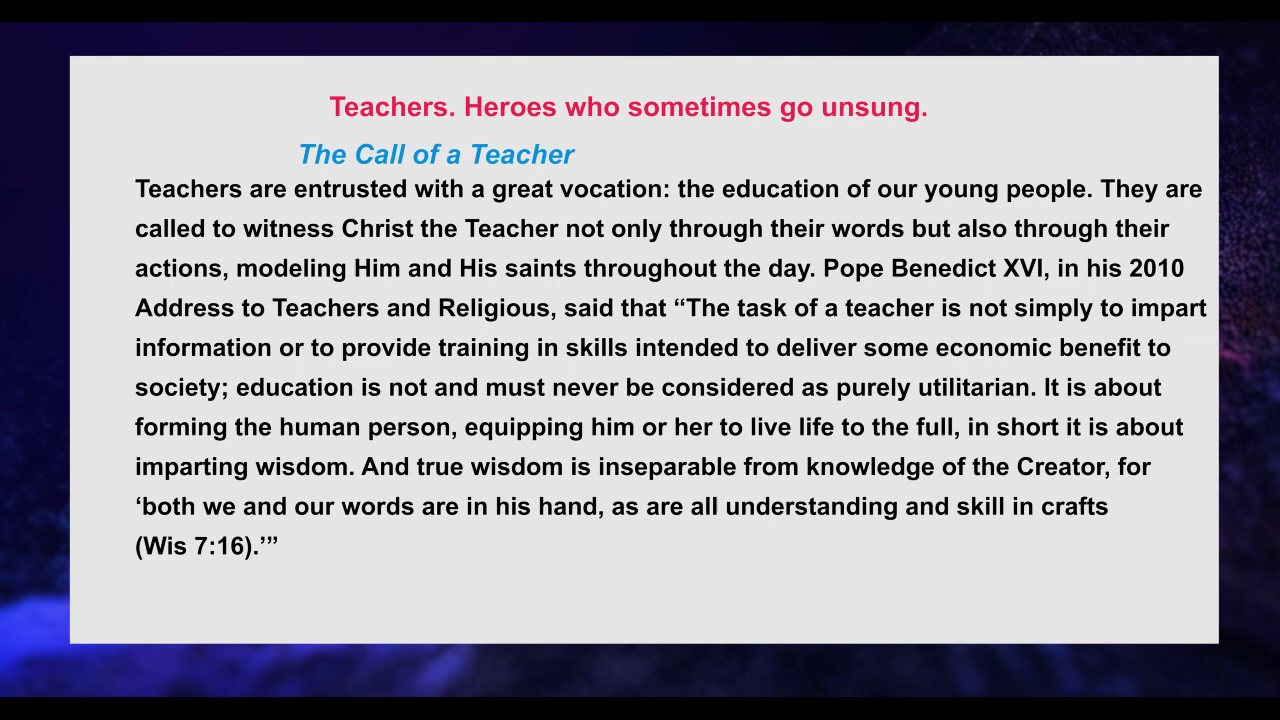 Teachers. Heroes who sometimes go unsung.
The Call of a Teacher
Teachers are entrusted with a great vocation: the education of our young people. They are
called to witness Christ the Teacher not only through their words but also through their
actions, modeling Him and His saints throughout the day. Pope Benedict XVI, in his 2010
Address to Teachers and Religious, said that “The task of a teacher is not simply to impart
information or to provide training in skills intended to deliver some economic benefit to
society; education is not and must never be considered as purely utilitarian. It is about
forming the human person, equipping him or her to live life to the full, in short it is about
imparting wisdom. And true wisdom is inseparable from knowledge of the Creator, for
‘both we and our words are in his hand, as are all understanding and skill in crafts
(Wis 7:16).’”